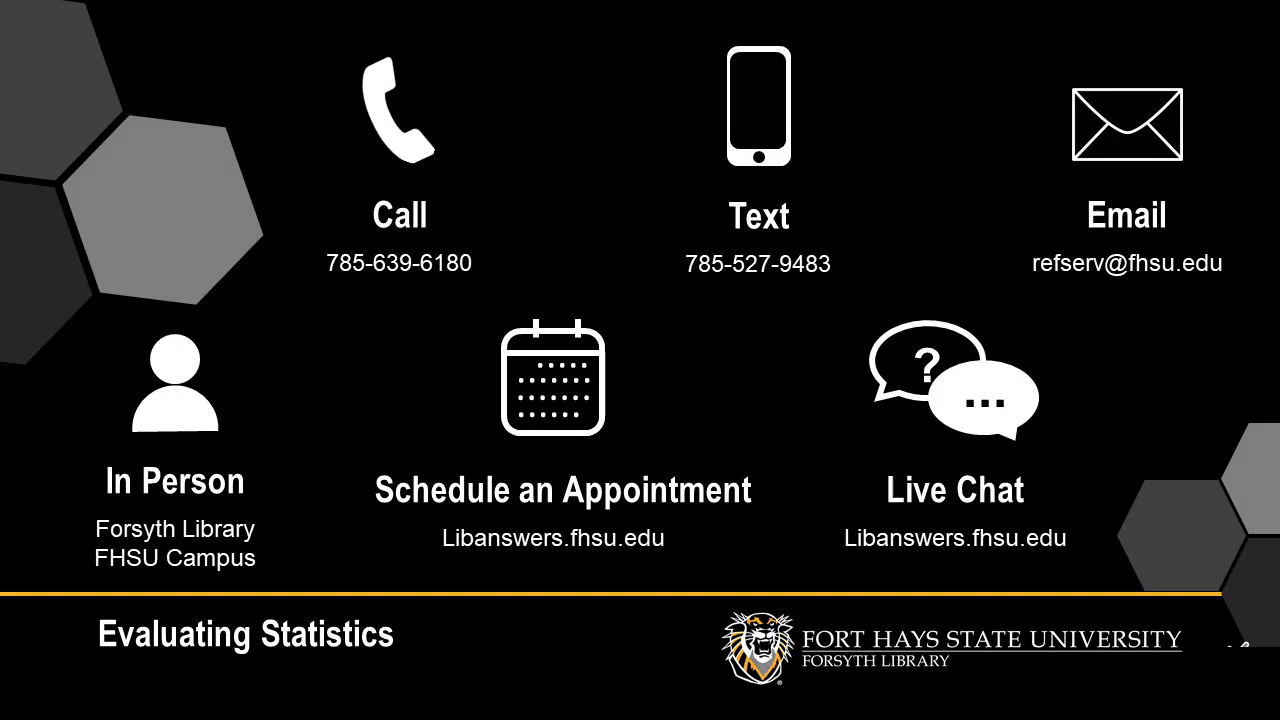 Call
785-639-6180
Text
785-527-9483
Email
refserv@fhsu.edu
?
...
In Person
Forsyth Library
FHSU Campus
Schedule an Appointment
Libanswers.fhsu.edu
Live Chat
Libanswers.fhsu.edu
Evaluating Statistics
FORT HAYS STATE UNIVERSITY
FORSYTH LIBRARY
®